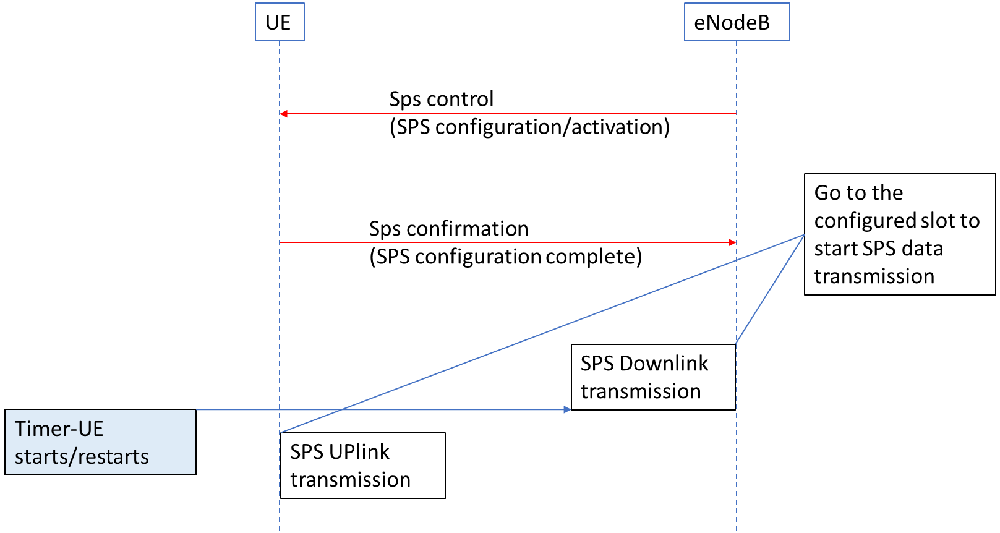 UE
eNodeB
Sps control
(SPS configuration/activation)
Go to the
configured slot to
start SPS data
transmission
Sps confirmation
(SPS configuration complete)
SPS Downlink
transmission
Timer-UE
starts/restarts
SPS UPlink
transmission